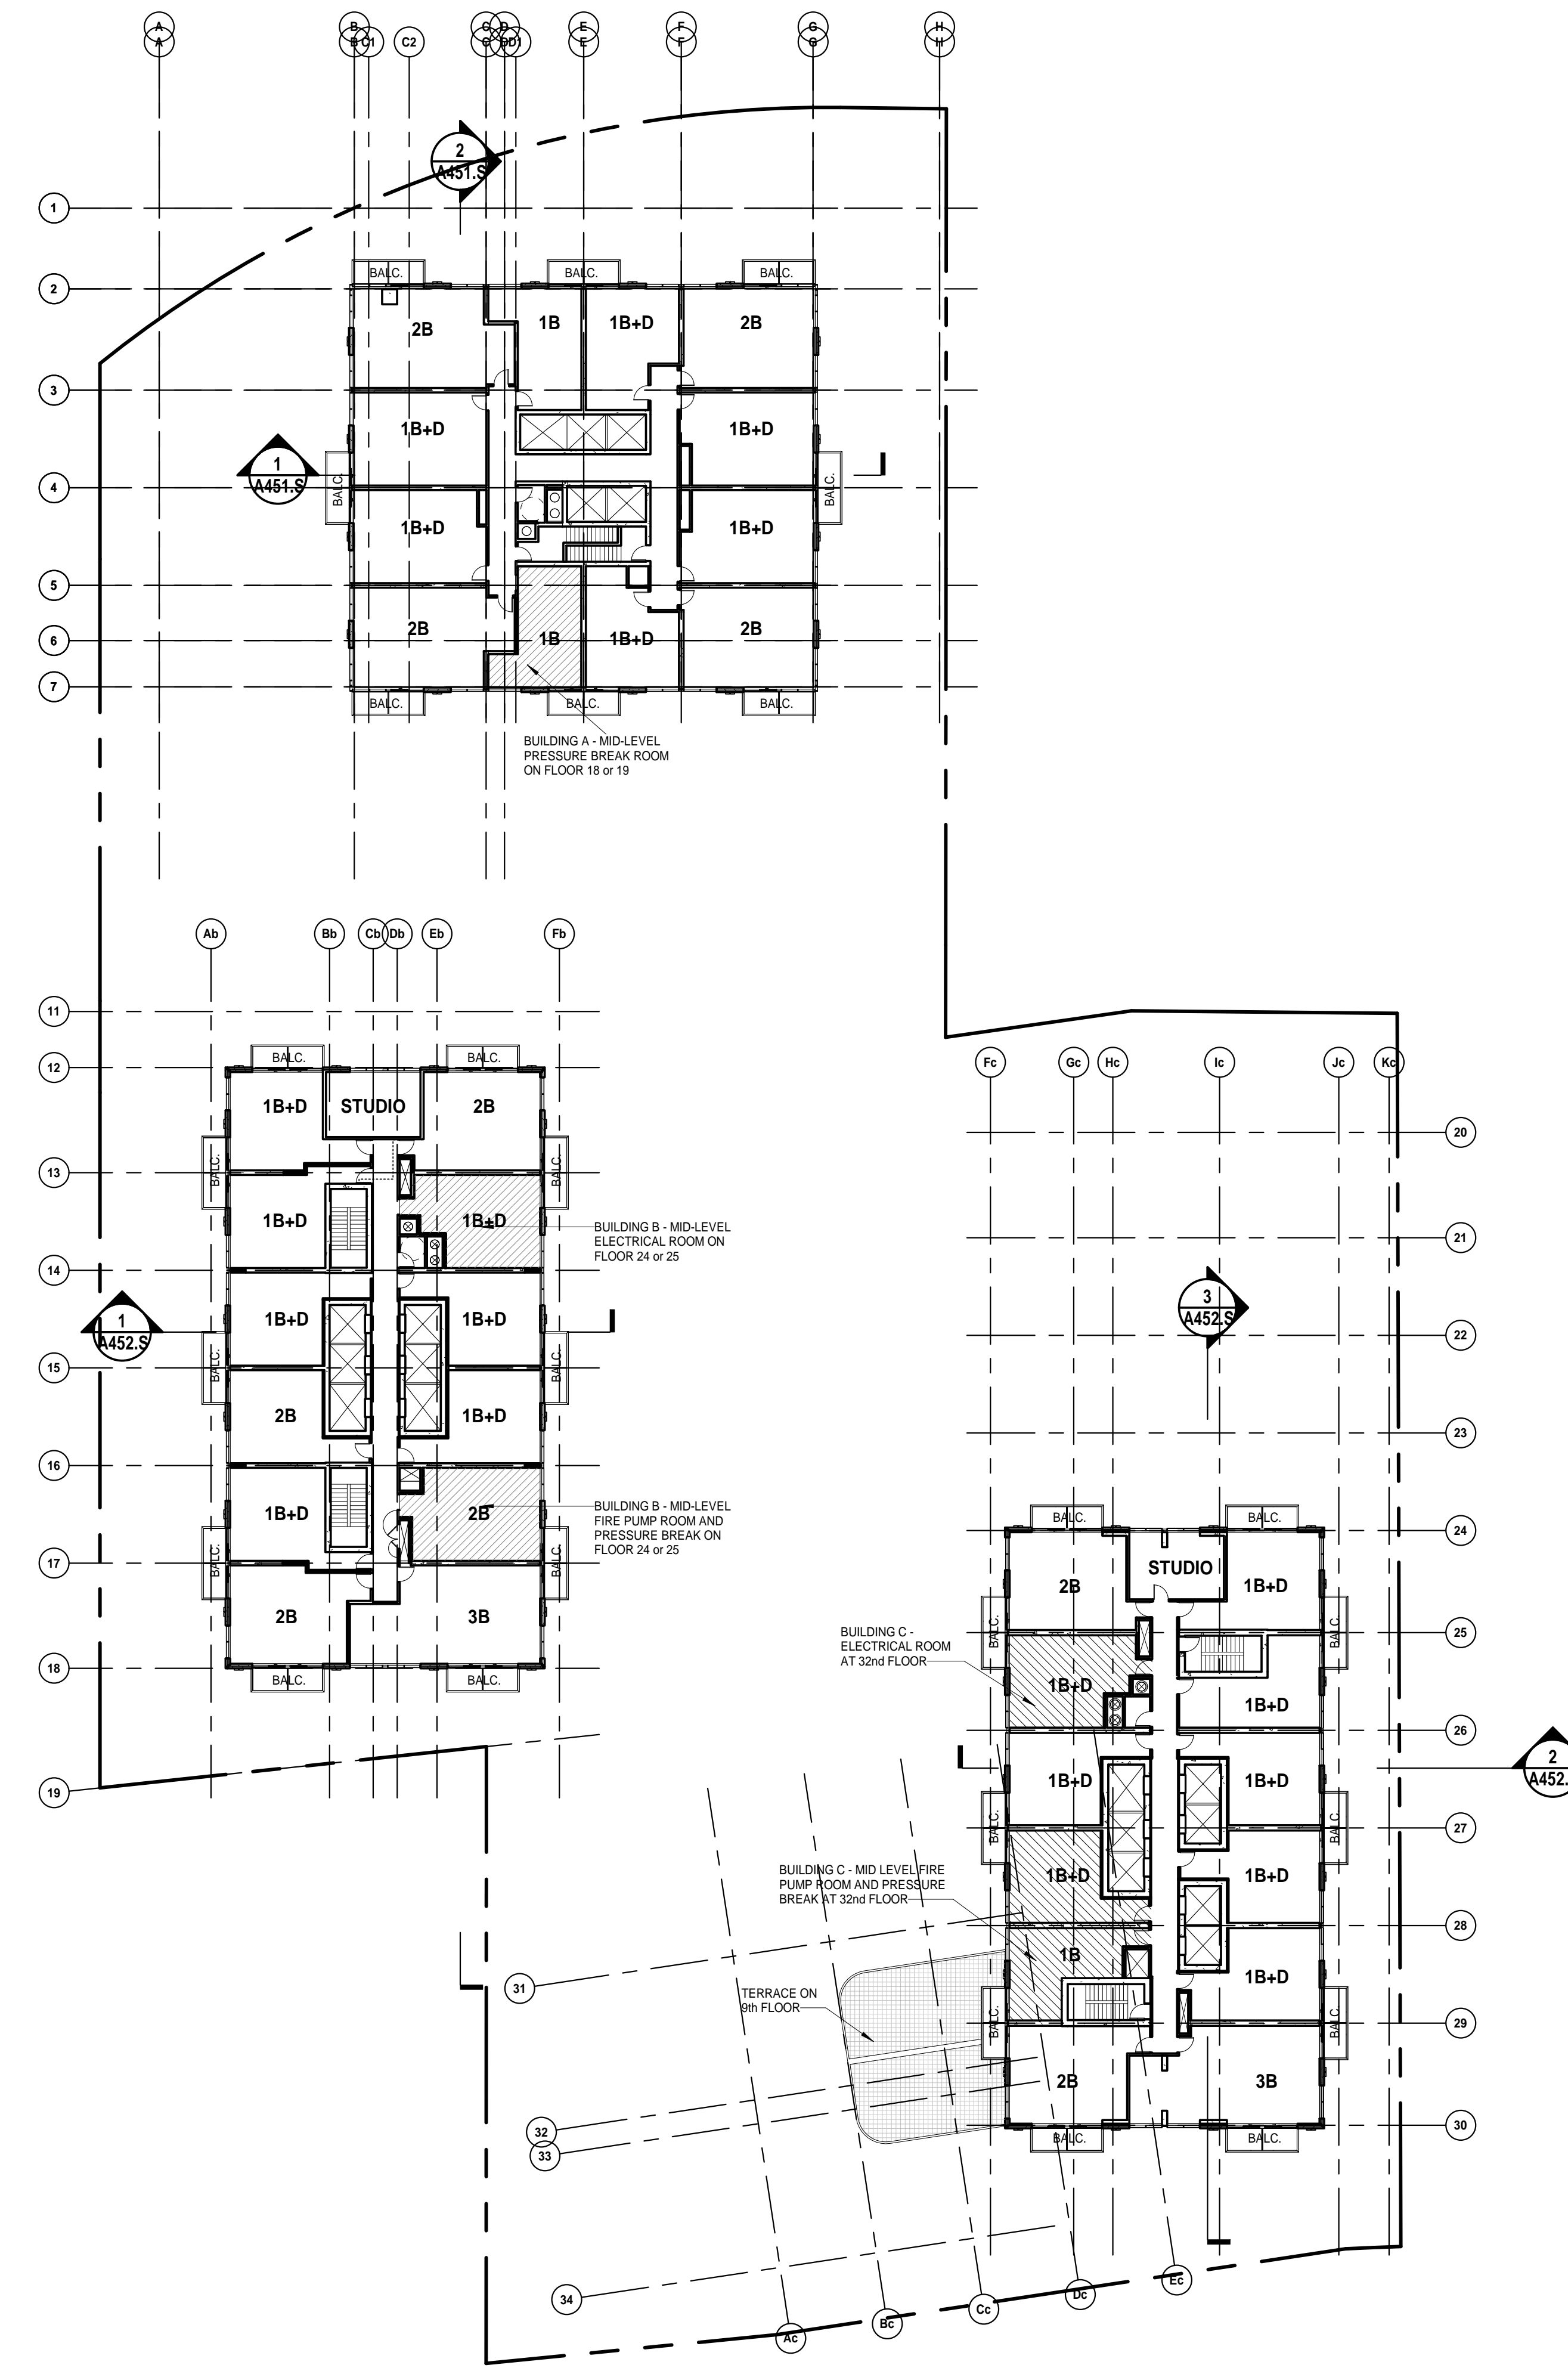 A B C D E F G H
A B C1 C2 C D D1 E F G H
2
A451.S
1
2
3
4
5
6
7
BALC. BALC. BALC.
2B 1B 1B+D 2B
1B+D 1B+D
1
A451.S
BALC. BALC.
1B+D 1B+D
2B 1B 1B+D 2B
BALC. BALC. BALC.
BUILDING A - MID-LEVEL
PRESSURE BREAK ROOM
ON FLOOR 18 or 19
Ab Bb Cb Db Eb Fb
11
12
13
14
15
16
17
18
19
BALC. BALC.
1B+D STUDIO 2B
BALC. BALC.
1B+D 1B+D
BUILDING B - MID-LEVEL
ELECTRICAL ROOM ON
FLOOR 24 or 25
1B+D 1B+D
1
A452.S
BALC. BALC.
2B 1B+D
1B+D 2B
BUILDING B - MID-LEVEL
FIRE PUMP ROOM AND
PRESSURE BREAK ON
FLOOR 24 or 25
BALC. BALC.
2B 3B
BALC. BALC.
Fc Gc Hc Ic Jc Kc
20
21
22
23
24
25
26
27
28
29
30
3
A452.S
BALC. BALC.
2B STUDIO 1B+D
BALC. BALC.
BUILDING C -
ELECTRICAL ROOM
AT 32nd FLOOR
1B+D 1B+D
1B+D 1B+D
2
A452.
BALC. BALC.
1B+D 1B+D
BUILDING C - MID LEVEL FIRE
PUMP ROOM AND PRESSURE
BREAK AT 32nd FLOOR
1B 1B+D
TERRACE ON
9th FLOOR
BALC. BALC.
2B 3B
BALC. BALC.
31
32
33
34
Ac Bc Cc Dc Ec